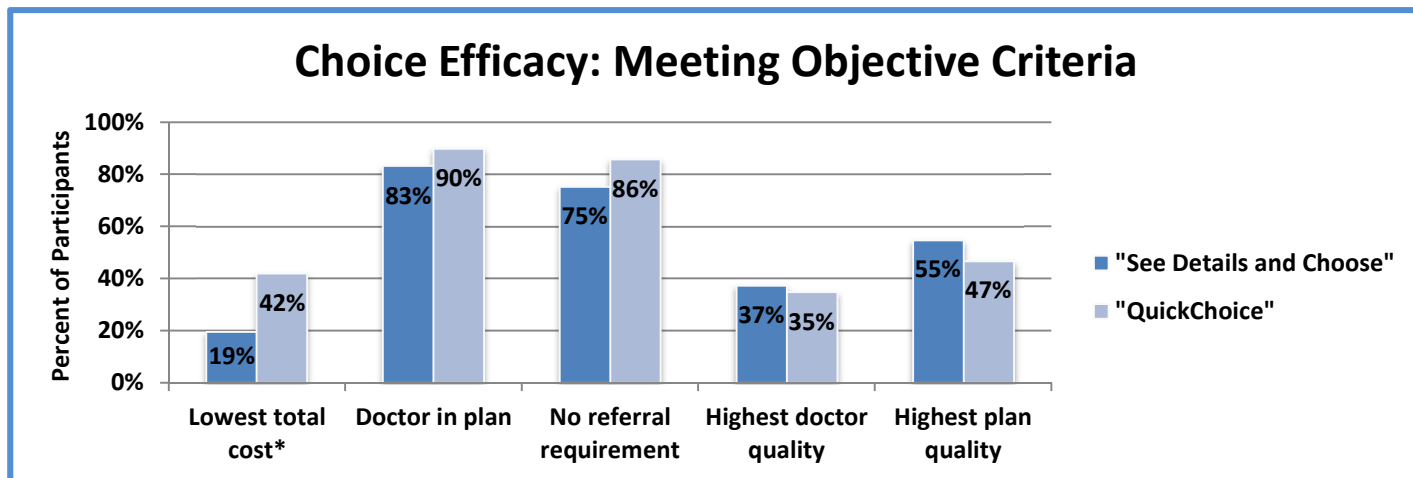 Choice Efficacy: Meeting Objective Criteria
Percent of Participants
100%
80%
60%
40%
20%
0%
19%
42%
83%
90%
75%
86%
37%
35%
55%
47%
Lowest total
cost*
Doctor in plan
No referral
requirement
Highest doctor
quality
Highest plan
quality
"See Details and Choose"
"QuickChoice"